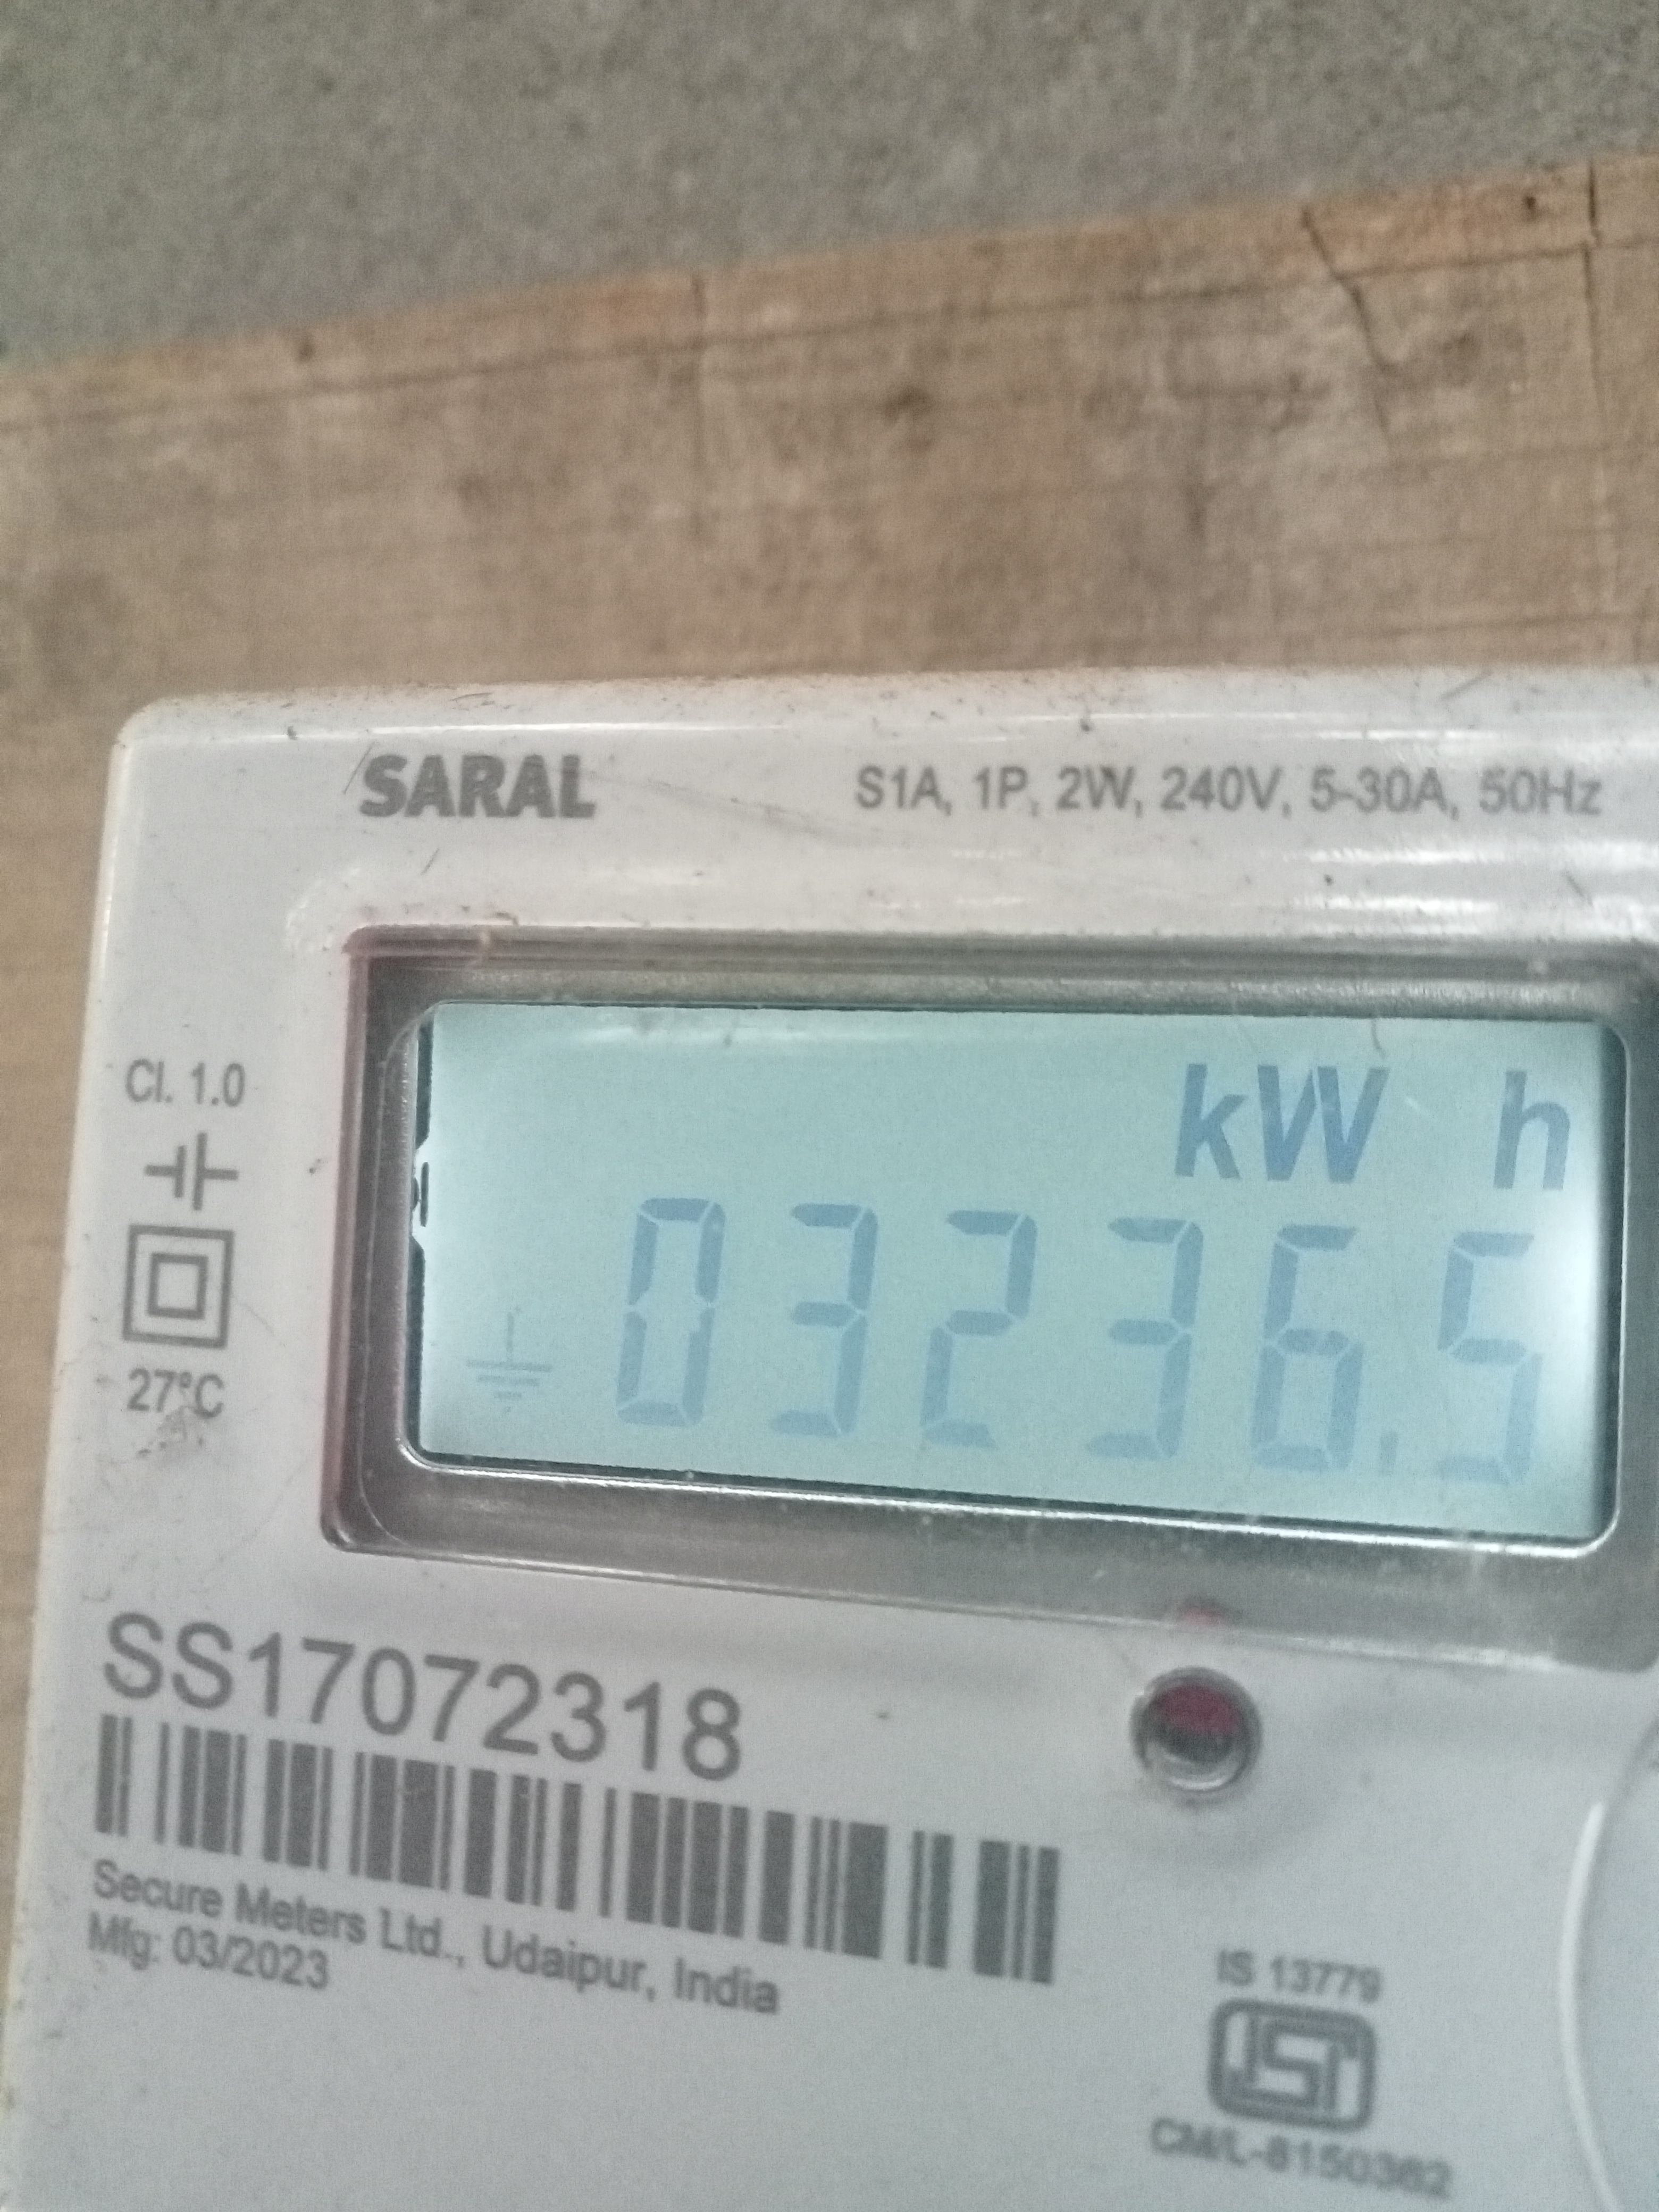 SARAL
S1A, 1P, 2W, 240V, 5-30A, 50Hz
Cl. 1.0
27°C
kW h
03236.5
SS17072318
Secure Meters Ltd., Udaipur, India
Mfg: 03/2023
IS 13779
ISI
CM/L-8150362